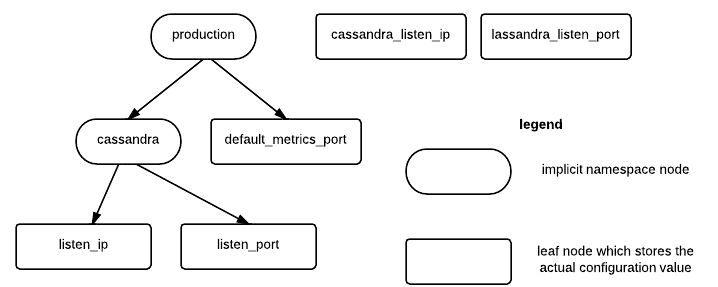 production
cassandra_listen_ip
lassandra_listen_port
cassandra
default_metrics_port
legend
implicit namespace node
listen_ip
listen_port
leaf node which stores the
actual configuration value